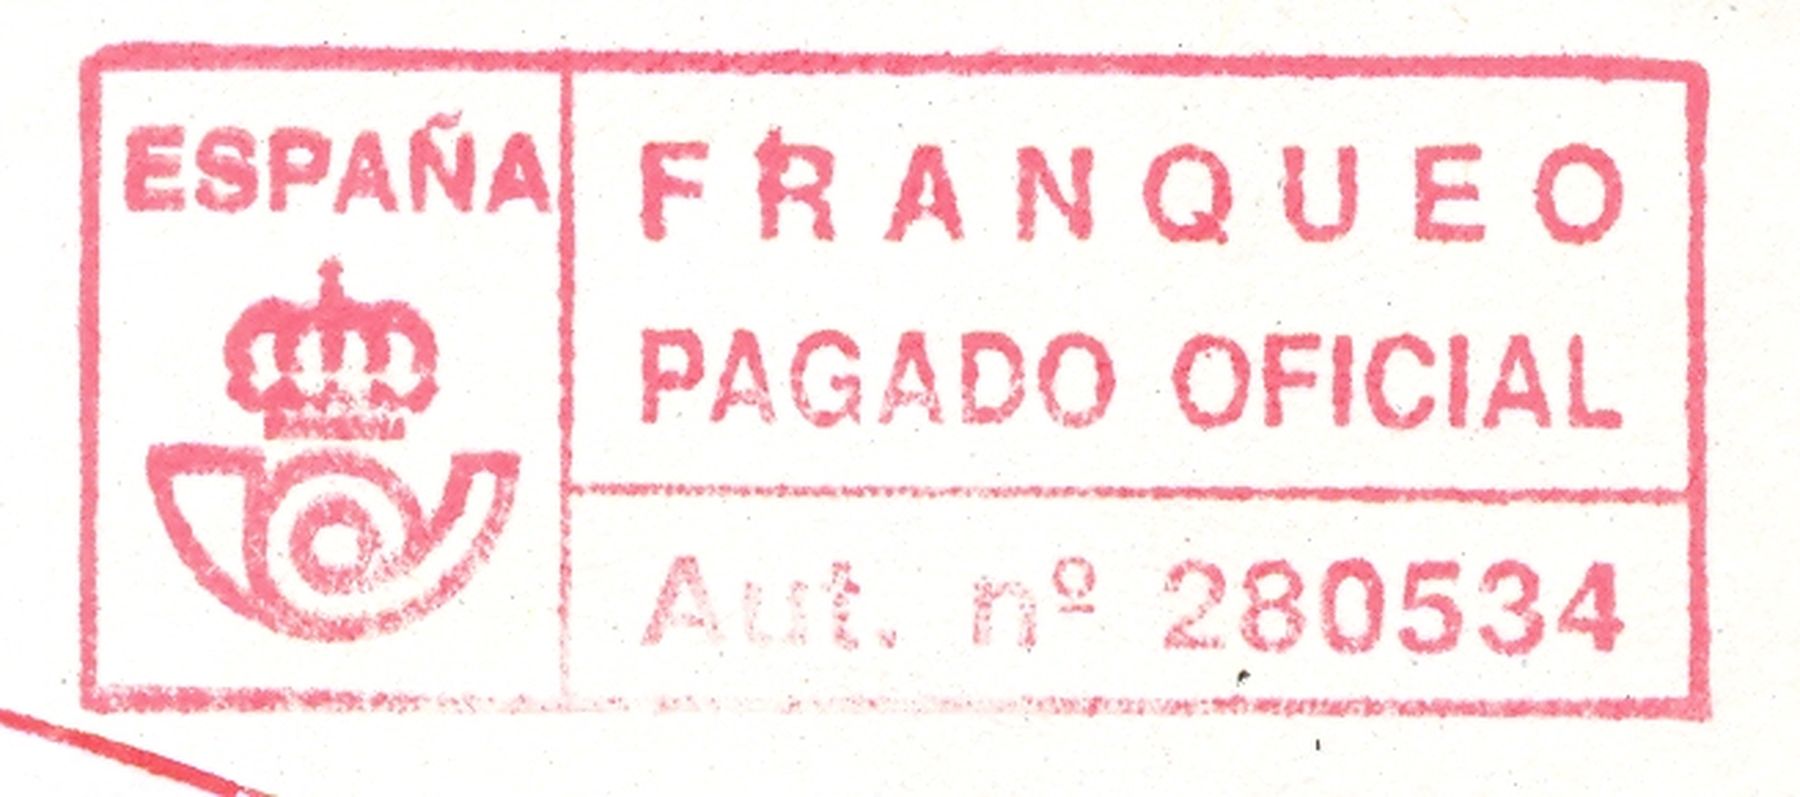 ESPAÑA
FRANQUEO
PAGADO OFICIAL
Aut. nº 280534